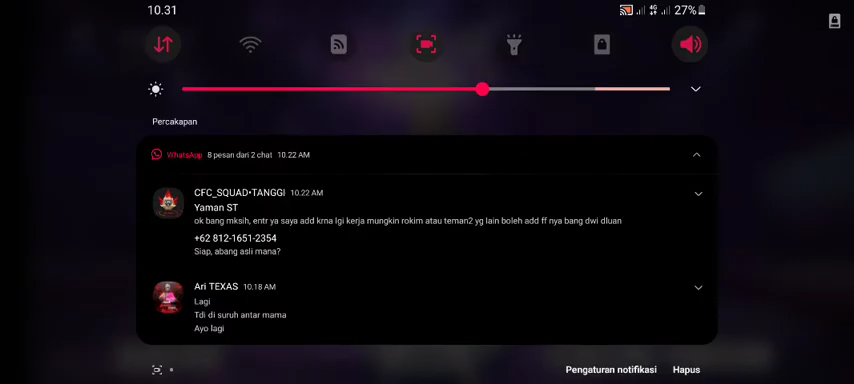 10.31
4G
27%
Percakapan
WhatsApp 8 pesan dari 2 chat 10.22 AM
CFC_SQUAD•TANGGI 10.22 AM
Yaman ST
ok bang mksih, entr ya saya add krna lgi kerja mungkin rokim atau teman2 yg lain boleh add ff nya bang dwi dluan
+62 812-1651-2354
Siap, abang asli mana?
Ari TEXAS 10.18 AM
Lagi
Tdi di suruh antar mama
Ayo lagi
Pengaturan notifikasi Hapus